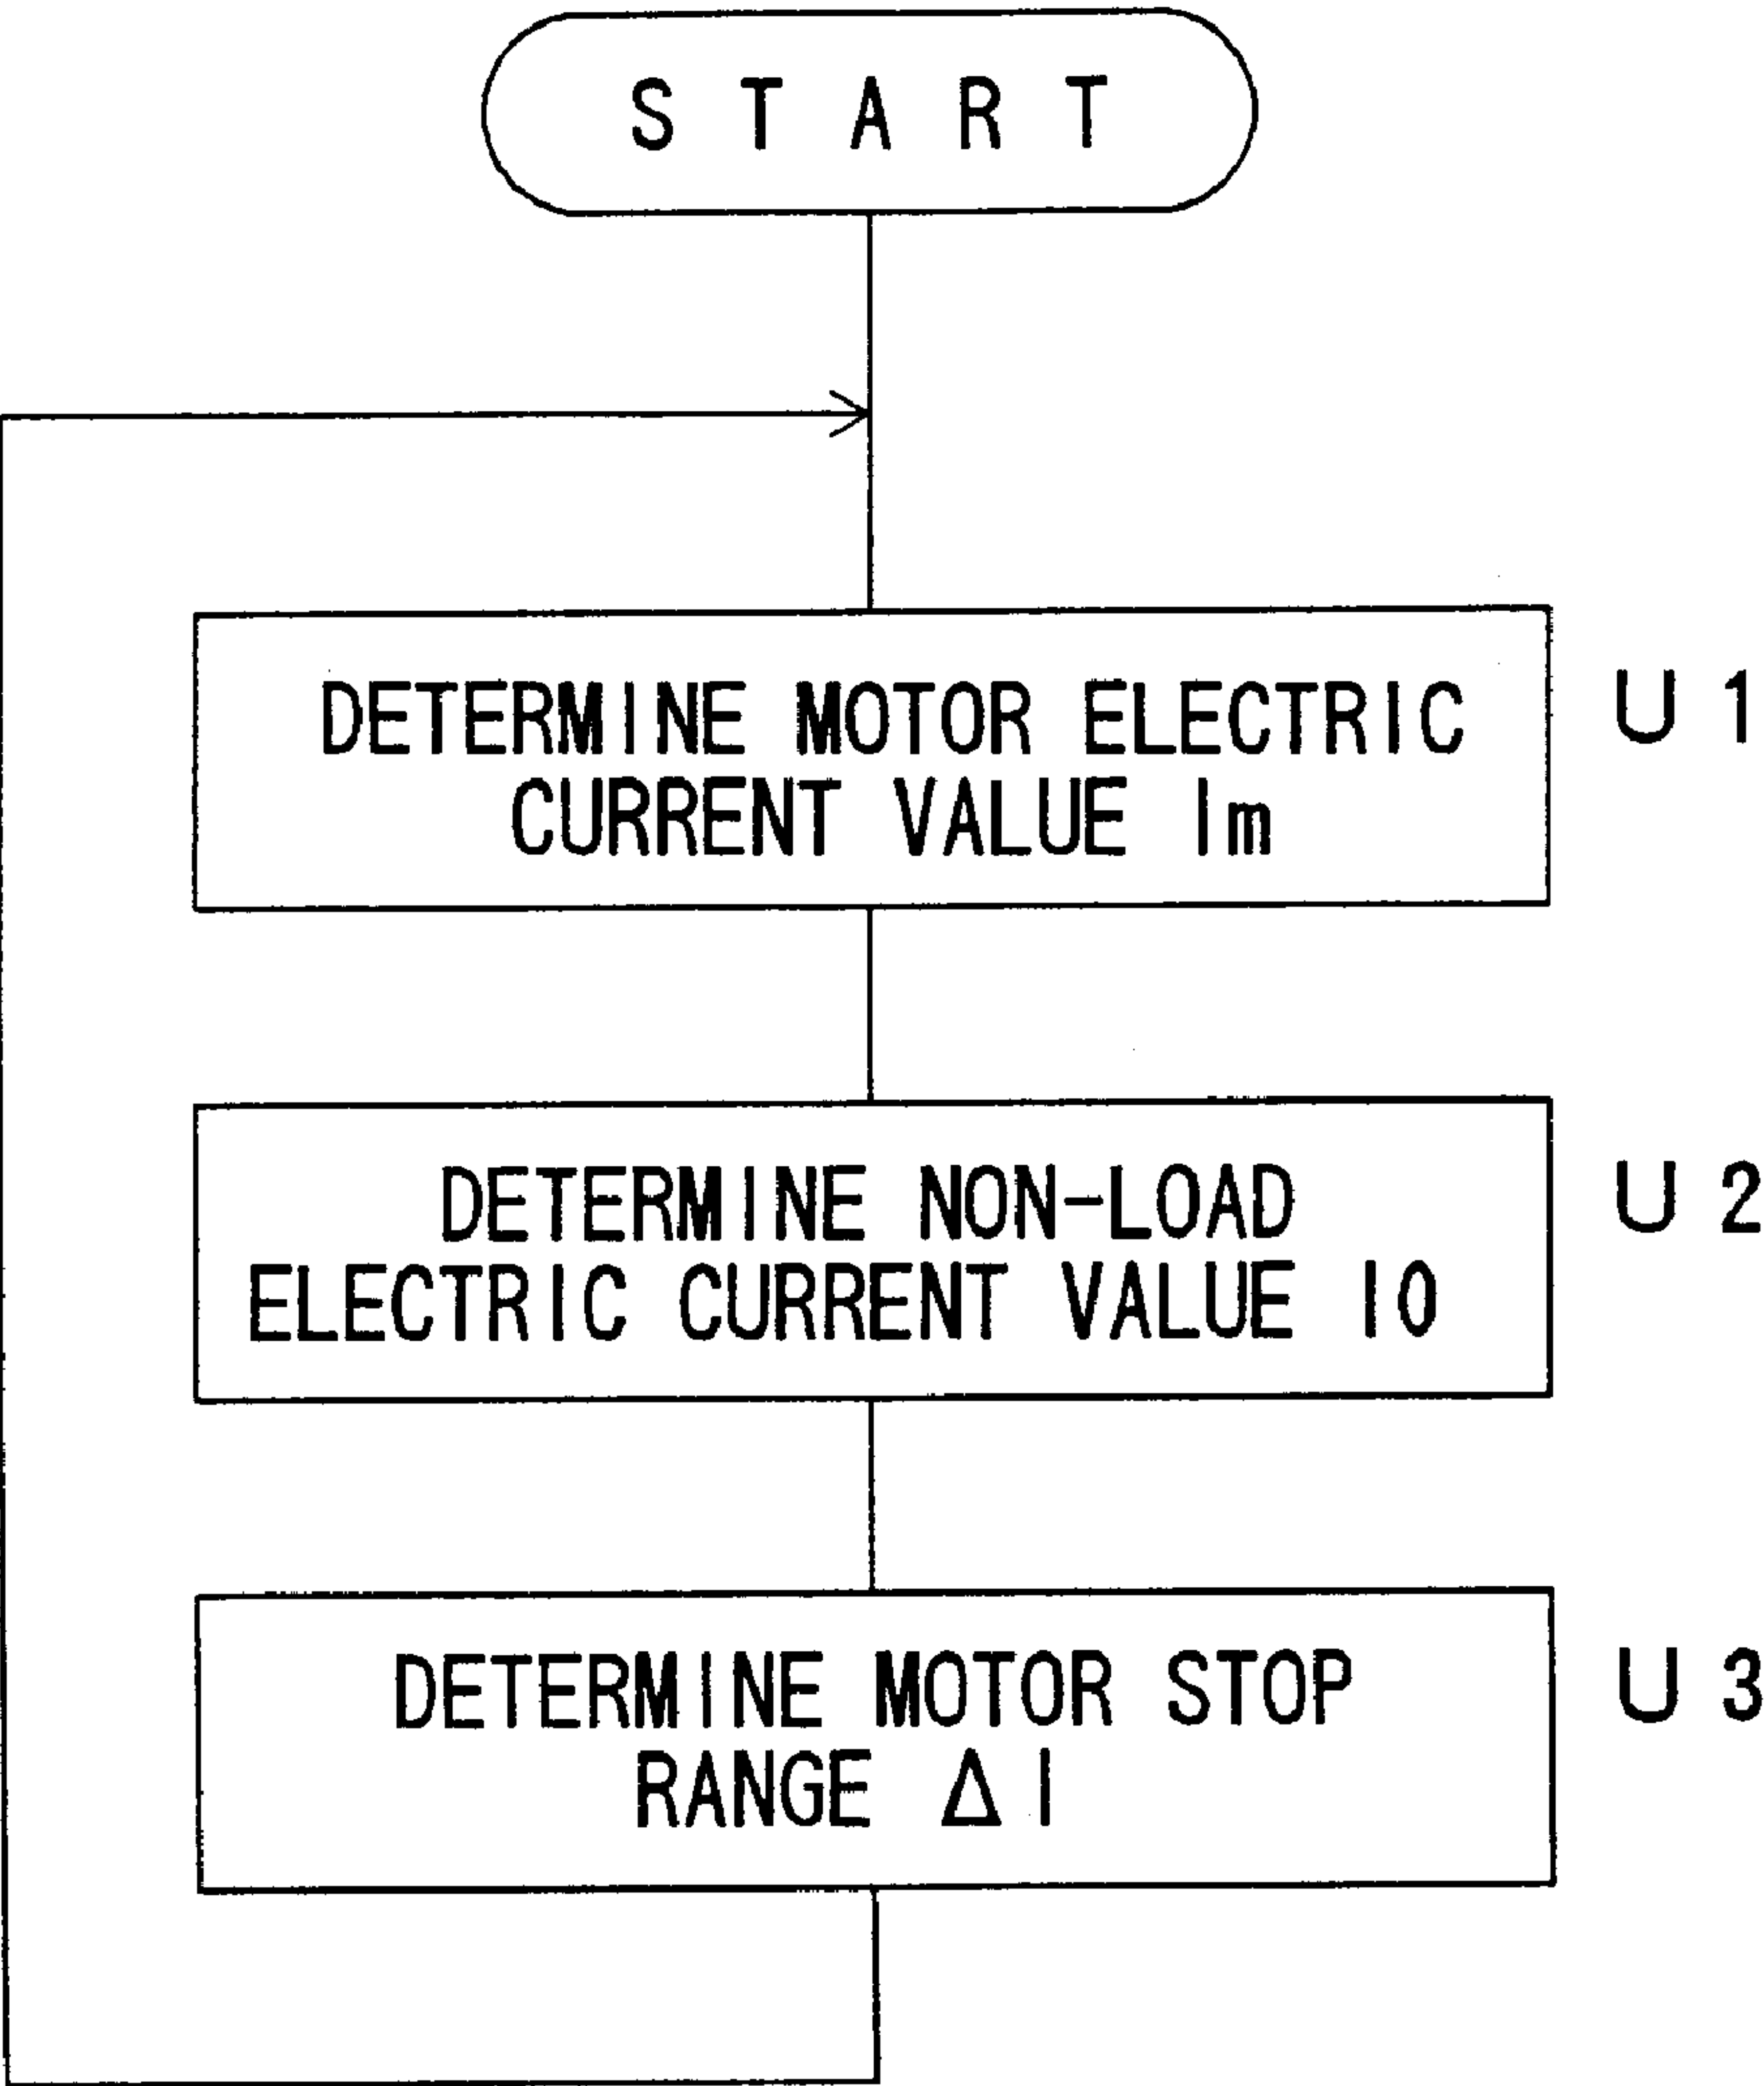 START
DETERMINE MOTOR ELECTRIC
CURRENT VALUE Im
U1
DETERMINE NON-LOAD
ELECTRIC CURRENT VALUE I0
U2
DETERMINE MOTOR STOP
RANGE ΔI
U3